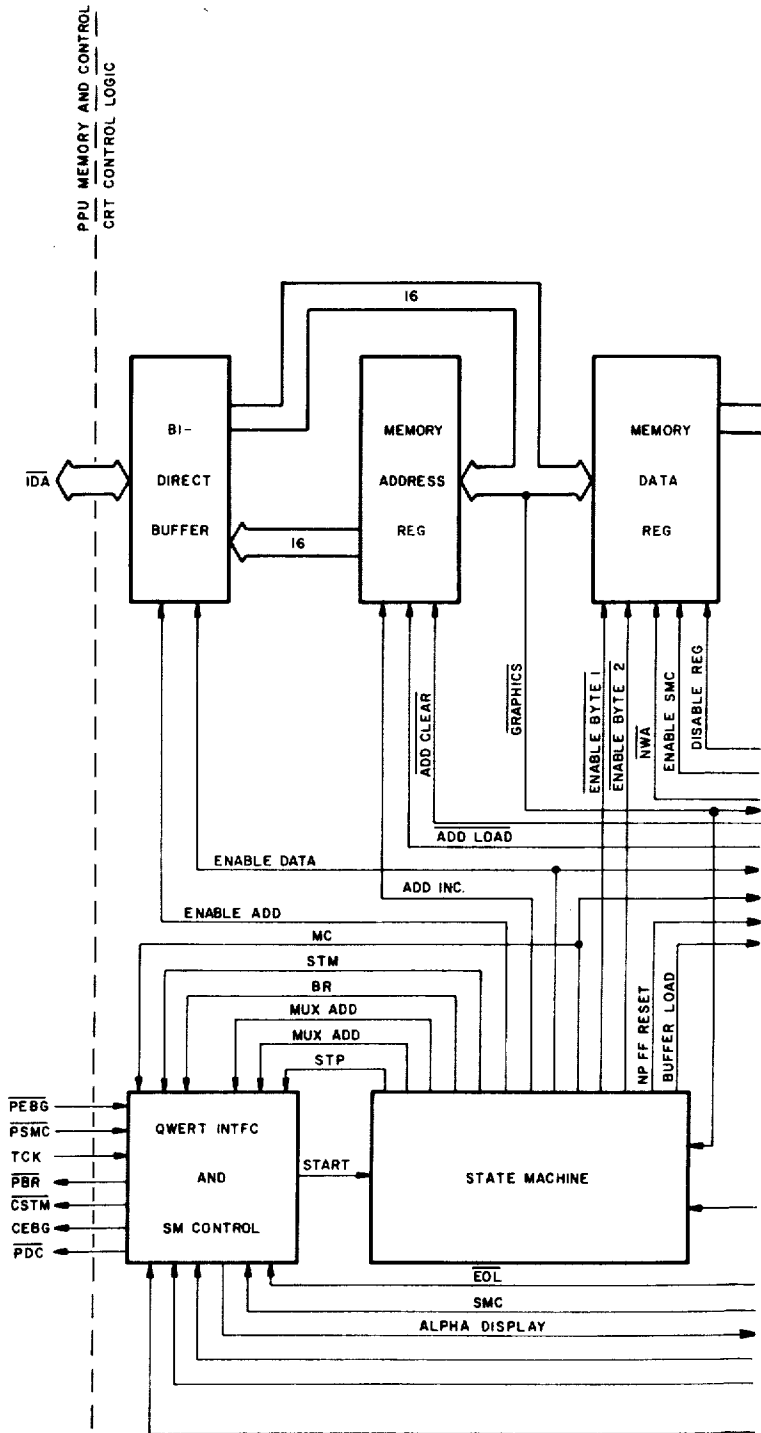 PPU MEMORY AND CONTROL
CRT CONTROL LOGIC
16
BI-
DIRECT
BUFFER
MEMORY
ADDRESS
REG
MEMORY
DATA
REG
IDA
16
ADD CLEAR
GRAPHICS
ENABLE BYTE 1
ENABLE BYTE 2
NWA
ENABLE SMC
DISABLE REG
ADD LOAD
ENABLE DATA
ADD INC.
ENABLE ADD
MC
STM
BR
MUX ADD
MUX ADD
STP
NP FF RESET
BUFFER LOAD
PEBG
PSMC
TCK
PBR
CSTM
CEBG
PDC
QWERT INTFC
AND
SM CONTROL
START
STATE MACHINE
EOL
SMC
ALPHA DISPLAY